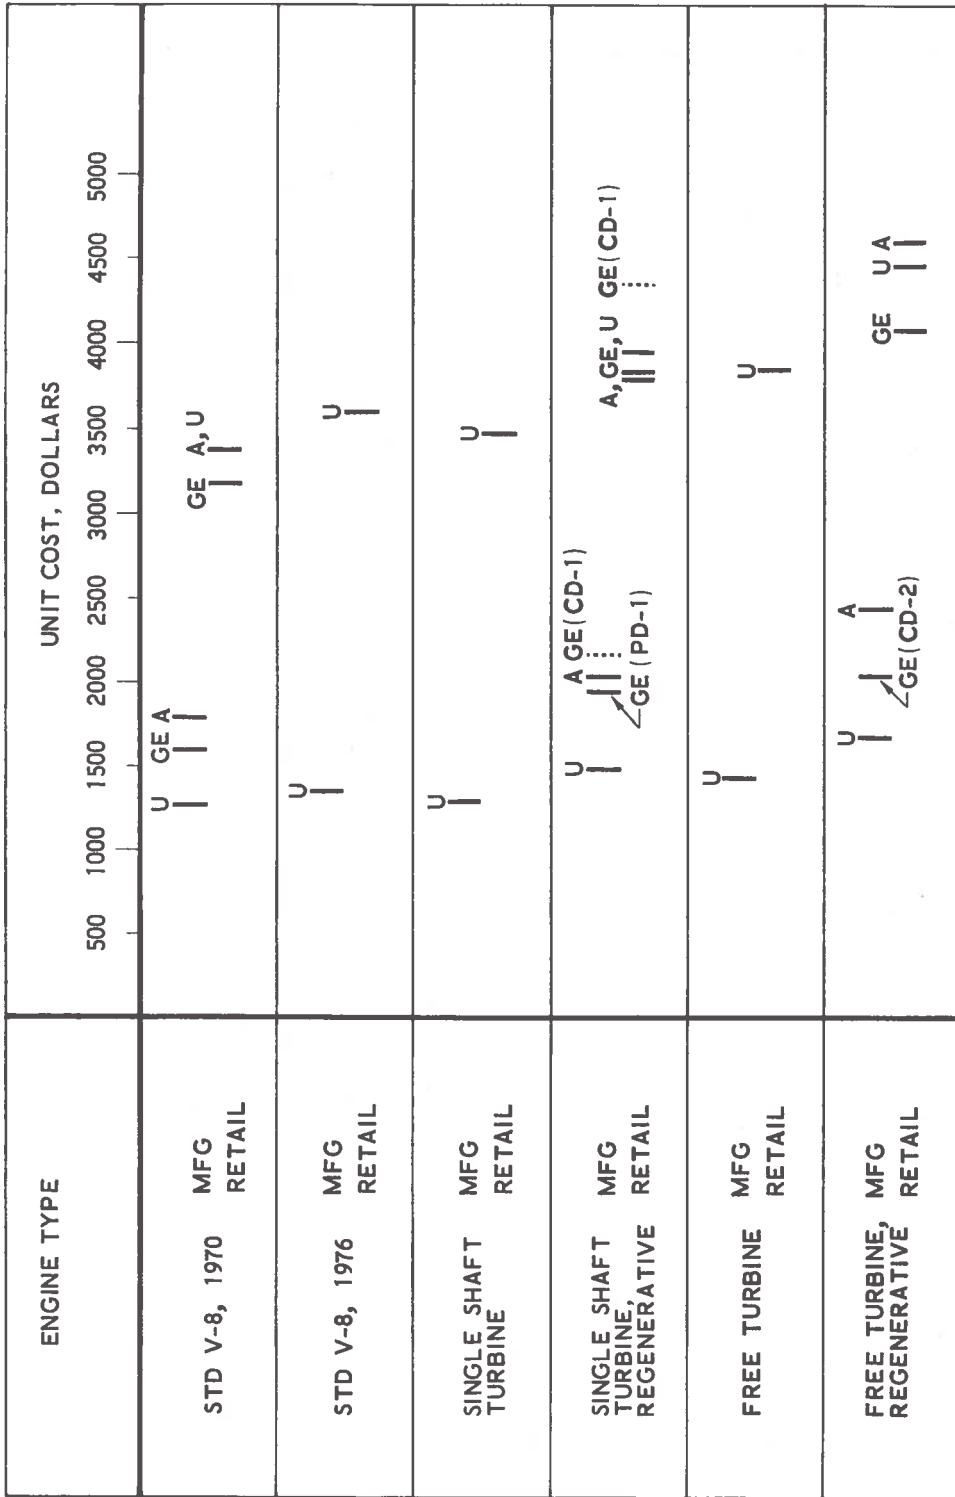 ENGINE TYPE
UNIT COST, DOLLARS
500 1000 1500 2000 2500 3000 3500 4000 4500 5000
STD V-8, 1970
MFG
RETAIL
U GE A
GE A, U
STD V-8, 1976
MFG
RETAIL
U
U
SINGLE SHAFT
TURBINE
MFG
RETAIL
U
U
SINGLE SHAFT
TURBINE,
REGENERATIVE
MFG
RETAIL
U A GE(CD-1)
GE(PD-1)
A, GE, U GE(CD-1)
FREE TURBINE
MFG
RETAIL
U
U
FREE TURBINE,
REGENERATIVE
MFG
RETAIL
U A
GE(CD-2)
GE U A